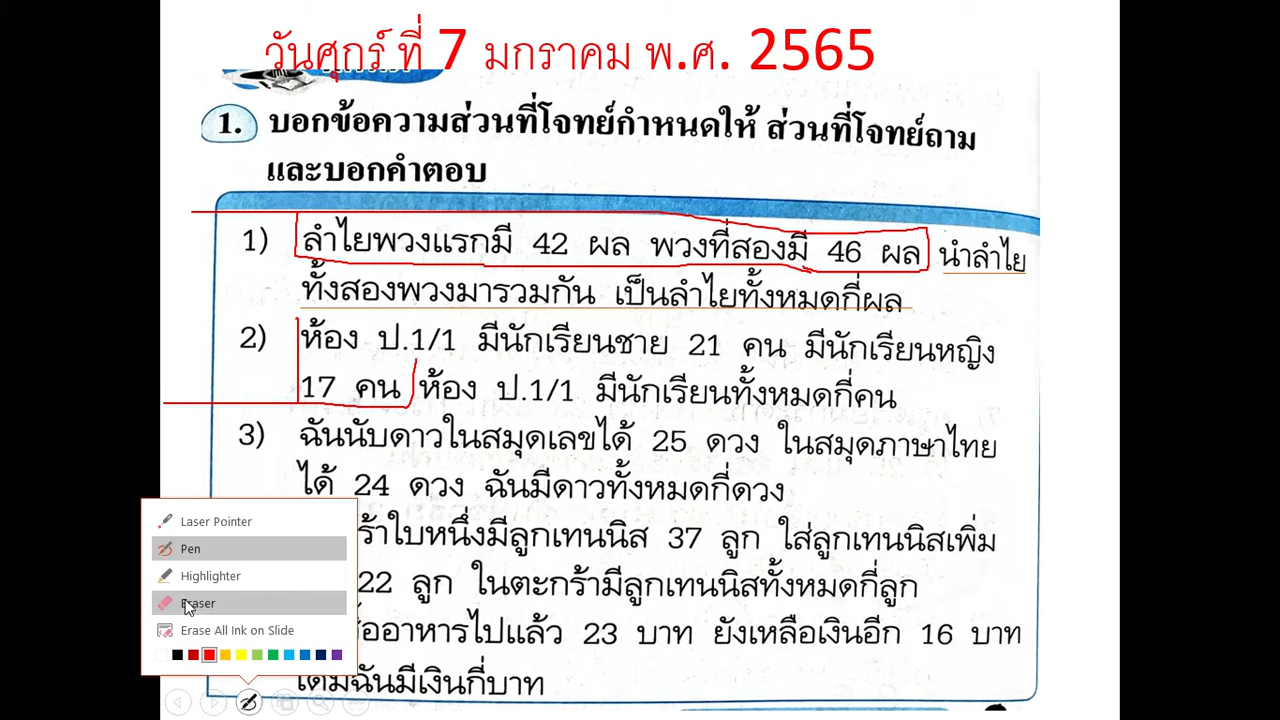 วันศุกร์ ที่ 7 มกราคม พ.ศ. 2565
1. บอกข้อความส่วนที่โจทย์กำหนดให้ ส่วนที่โจทย์ถาม
และบอกคำตอบ
1) ลำไยพวงแรกมี 42 ผล พวงที่สองมี 46 ผล นำลำไย
ทั้งสองพวงมารวมกัน เป็นลำไยทั้งหมดกี่ผล
2) ห้อง ป.1/1 มีนักเรียนชาย 21 คน มีนักเรียนหญิง
17 คน ห้อง ป.1/1 มีนักเรียนทั้งหมดกี่คน
3) ฉันนับดาวในสมุดเลขได้ 25 ดวง ในสมุดภาษาไทย
ได้ 24 ดวง ฉันมีดาวทั้งหมดกี่ดวง
ใบหนึ่งมีลูกเทนนิส 37 ลูก ใส่ลูกเทนนิสเพิ่ม
22 ลูก ในตะกร้ามีลูกเทนนิสทั้งหมดกี่ลูก
อาหารไปแล้ว 23 บาท ยังเหลือเงินอีก 16 บาท
เดิมฉันมีเงินกี่บาท
Laser Pointer
Pen
Highlighter
Eraser
Erase All Ink on Slide